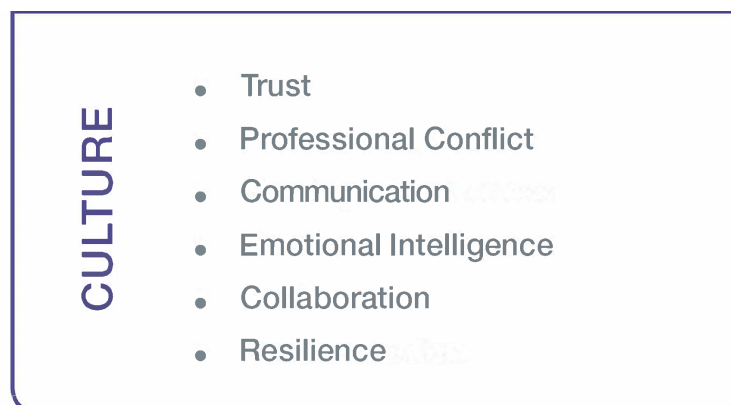 CULTURE
• Trust
• Professional Conflict
• Communication
• Emotional Intelligence
• Collaboration
• Resilience